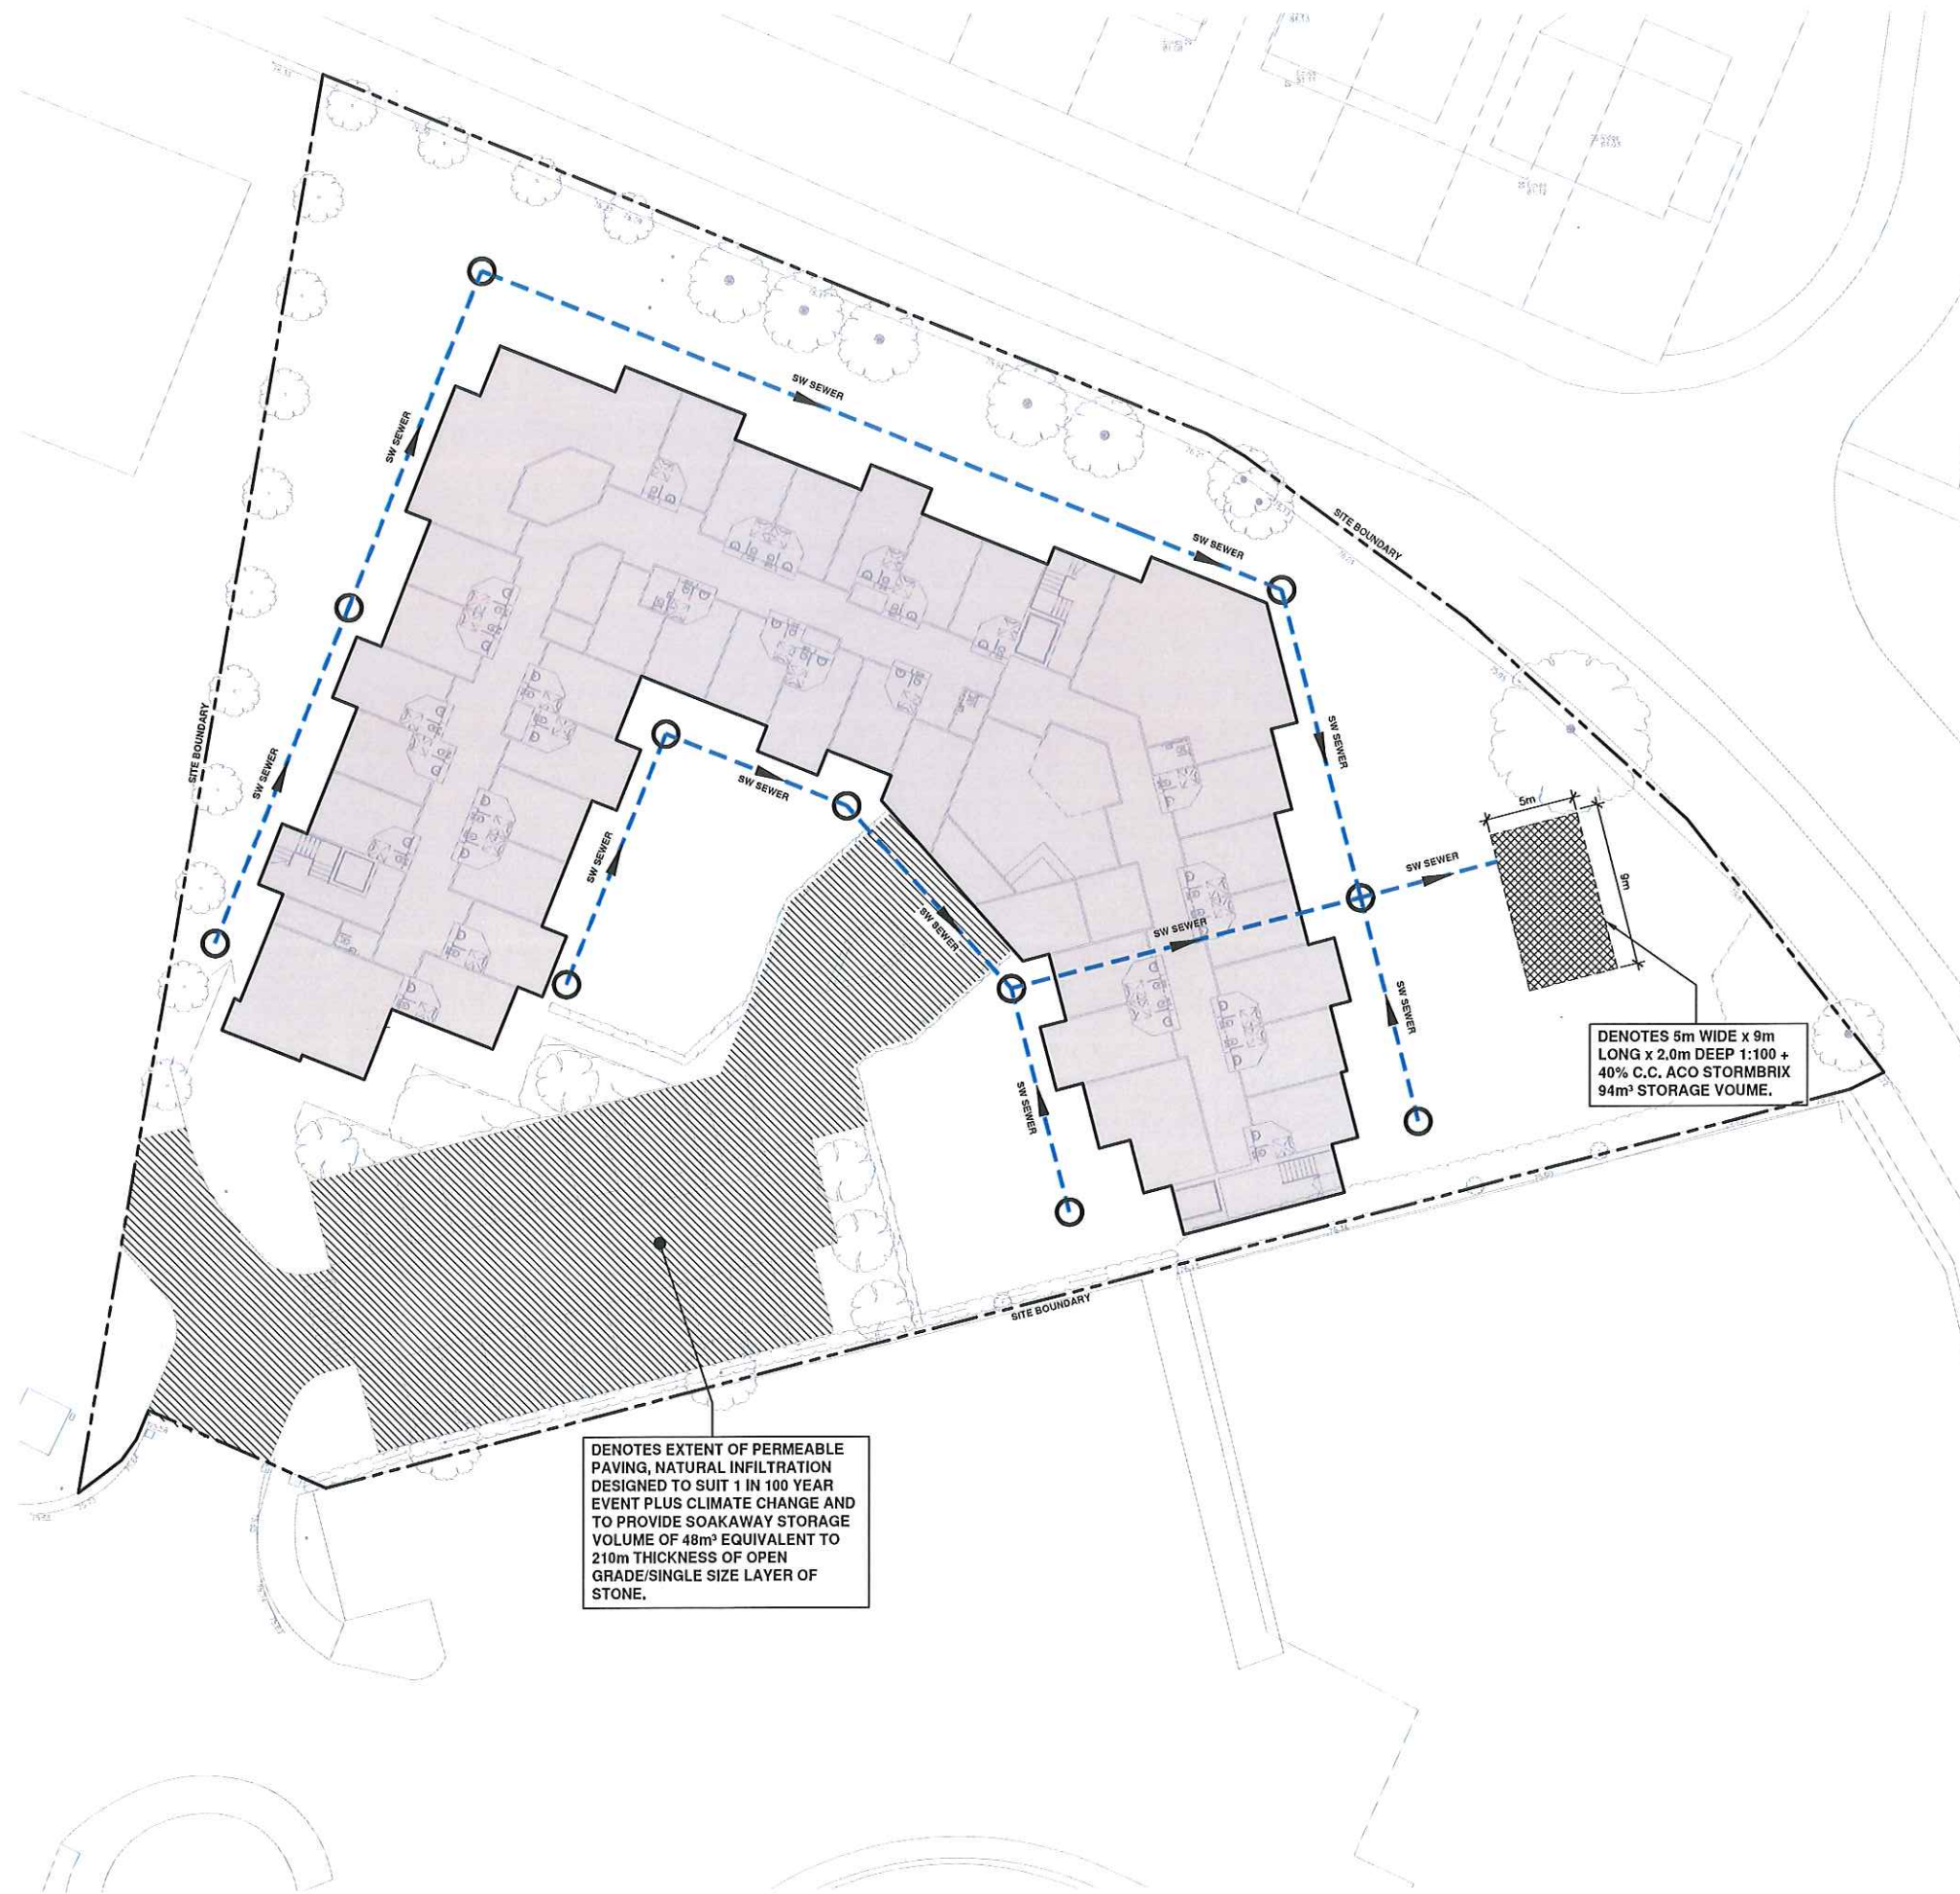 SW SEWER
SW SEWER
SW SEWER
SITE BOUNDARY
SW SEWER
SW SEWER
SITE BOUNDARY
SW SEWER
SW SEWER
5m
9m
SW SEWER
SW SEWER
SW SEWER
SW SEWER
SW SEWER
SW SEWER
DENOTES 5m WIDE x 9m
LONG x 2.0m DEEP 1:100 +
40% C.C. ACO STORMBRIX
94m³ STORAGE VOUME.
SITE BOUNDARY
DENOTES EXTENT OF PERMEABLE
PAVING, NATURAL INFILTRATION
DESIGNED TO SUIT 1 IN 100 YEAR
EVENT PLUS CLIMATE CHANGE AND
TO PROVIDE SOAKAWAY STORAGE
VOLUME OF 48m³ EQUIVALENT TO
210m THICKNESS OF OPEN
GRADE/SINGLE SIZE LAYER OF
STONE.